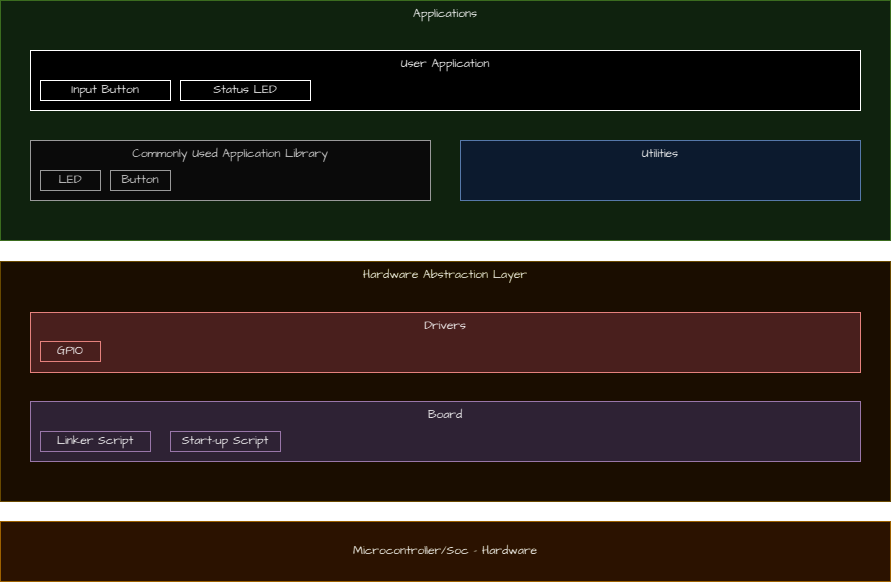 Applications
User Application
Input Button
Status LED
Commonly Used Application Library
LED
Button
Utilities
Hardware Abstraction Layer
Drivers
GPIO
Board
Linker Script
Start-up Script
Microcontroller/Soc - Hardware